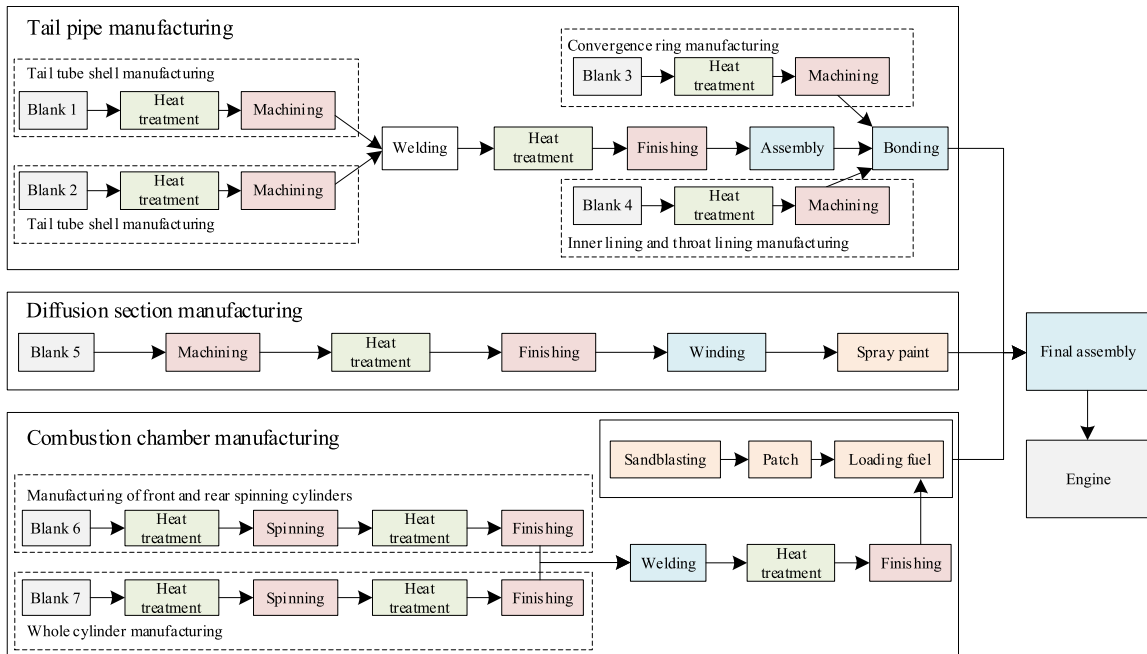 Tail pipe manufacturing
Tail tube shell manufacturing
Blank 1
Heat
treatment
Machining
Blank 2
Heat
treatment
Machining
Tail tube shell manufacturing
Welding
Heat
treatment
Finishing
Assembly
Bonding
Convergence ring manufacturing
Blank 3
Heat
treatment
Machining
Blank 4
Heat
treatment
Machining
Inner lining and throat lining manufacturing
Diffusion section manufacturing
Blank 5
Machining
Heat
treatment
Finishing
Winding
Spray paint
Combustion chamber manufacturing
Manufacturing of front and rear spinning cylinders
Blank 6
Heat
treatment
Spinning
Heat
treatment
Finishing
Blank 7
Heat
treatment
Spinning
Heat
treatment
Finishing
Whole cylinder manufacturing
Welding
Heat
treatment
Finishing
Sandblasting
Patch
Loading fuel
Final assembly
Engine